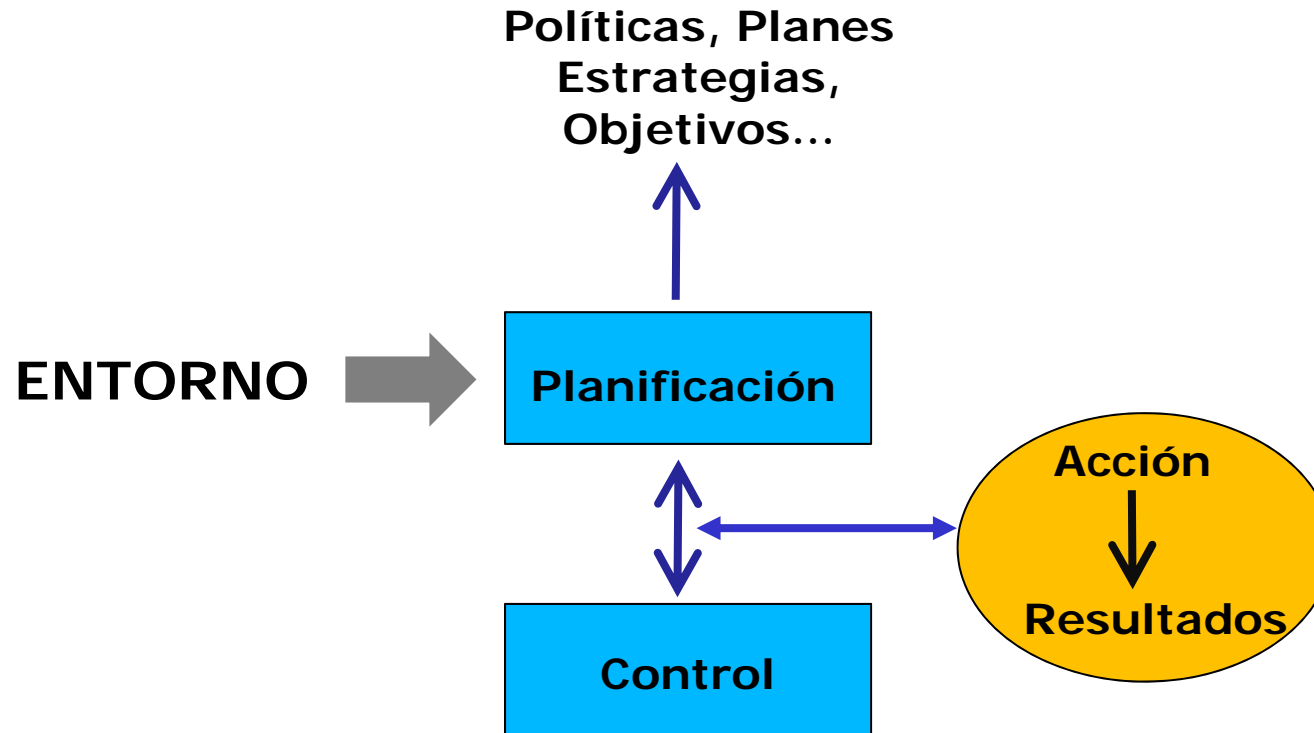 Políticas, Planes
Estrategias,
Objetivos...
ENTORNO
Planificación
Acción
Resultados
Control